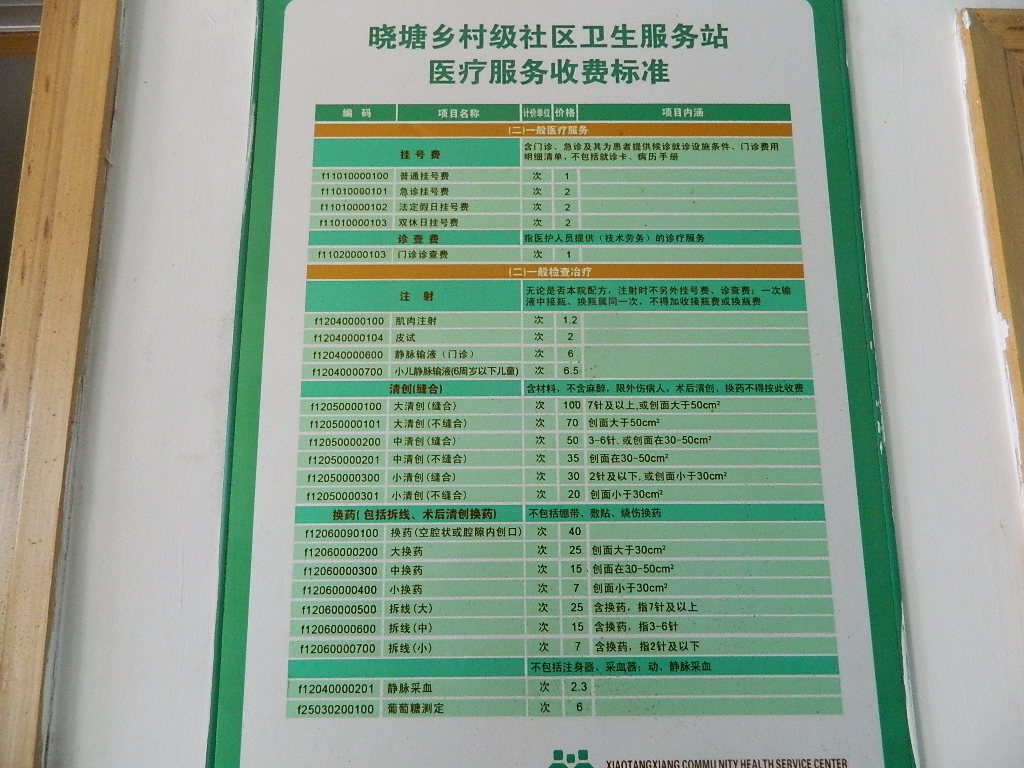 晓塘乡村级社区卫生服务站
医疗服务收费标准
编 码 项目名称 计价单位 价格 项目内涵
(二)一般医疗服务
挂 号 费 含门诊、急诊及其为患者提供候诊就诊设施条件、门诊费用
明细清单,不包括就诊卡、病历手册
f11010000100 普通挂号费 次 1
f11010000101 急诊挂号费 次 2
f11010000102 法定假日挂号费 次 2
f11010000103 双休日挂号费 次 2
诊 查 费 指医护人员提供(技术劳务)的诊疗服务
f11020000103 门诊诊查费 次 1
(二)一般检查冶疗
注 射 无论是否本院配方、注射时不另外挂号费、诊查费;一次输
液中接瓶、换瓶属同一次,不得加收接瓶费或换瓶费
f12040000100 肌肉注射 次 1.2
f12040000104 皮试 次 2
f12040000600 静脉输液(门诊) 次 6
f12040000700 小儿静脉输液(6周岁以下儿童) 次 6.5
清创(缝合) 含材料,不含麻醉,限外伤病人。术后清创、换药不得按此收费
f12050000100 大清创(缝合) 次 100 7针及以上,或创面大于50cm²
f12050000101 大清创(不缝合) 次 70 创面大于50cm²
f12050000200 中清创(缝合) 次 50 3-6针,或创面在30-50cm²
f12050000201 中清创(不缝合) 次 35 创面在30-50cm²
f12050000300 小清创(缝合) 次 30 2针及以下,或创面小于30cm²
f12050000301 小清创(不缝合) 次 20 创面小于30cm²
换药(包括拆线、术后清创换药) 不包括绷带、敷贴、烧伤换药
f12060090100 换药(空腔状或腔隙内创口) 次 40
f12060000200 大换药 次 25 创面大于30cm²
f12060000300 中换药 次 15 创面在30-50cm²
f12060000400 小换药 次 7 创面小于30cm²
f12060000500 拆线(大) 次 25 含换药,指7针及以上
f12060000600 拆线(中) 次 15 含换药,指3-6针
f12060000700 拆线(小) 次 7 含换药,指2针及以下
不包括注身器、采血器;动、静脉采血
f12040000201 静脉采血 次 2.3
f25030200100 葡萄糖测定 次 6
XIAOTANGXIANG COMMUNITY HEALTH SERVICE CENTER